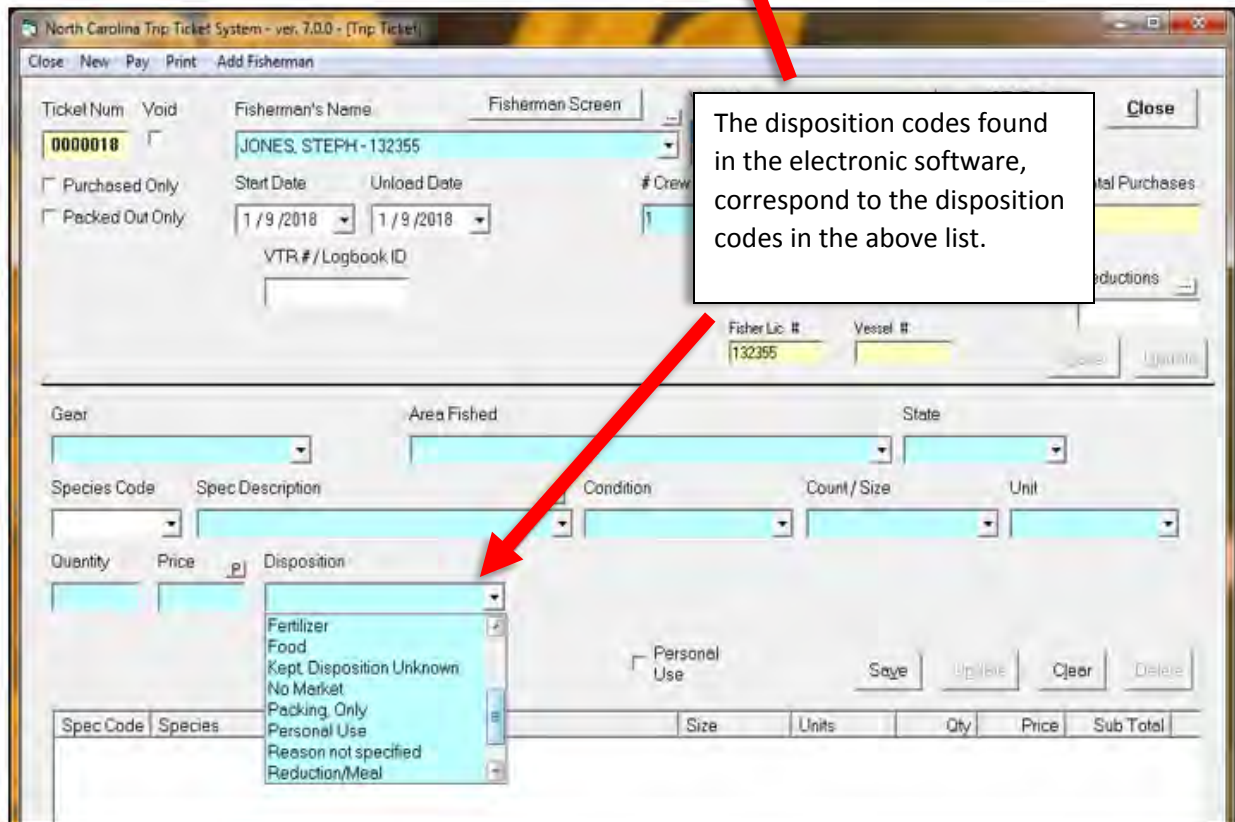 North Carolina Trip Ticket System - ver. 7.0.0 - [Trip Ticket]
Close New Pay Print Add Fisherman
Ticket Num Void Fisherman's Name Fisherman Screen ... Close
0000018 JONES, STEPH - 132355
The disposition codes found
in the electronic software,
correspond to the disposition
codes in the above list.
Purchased Only Start Date Unload Date # Crew Purchases
Packed Out Only 1 / 9 /2018 1 / 9 /2018 1
VTR # / Logbook ID
...
Fisher Lic. # Vessel #
132355
Gear Area Fished State
Species Code Spec Description Condition Count / Size Unit
Quantity Price P Disposition
Fertilizer
Food
Kept, Disposition Unknown
No Market
Packing, Only
Personal Use
Reason not specified
Reduction/Meal
Personal
Use
Save Update Clear Delete
Spec Code Species Size Units Qty Price Sub Total